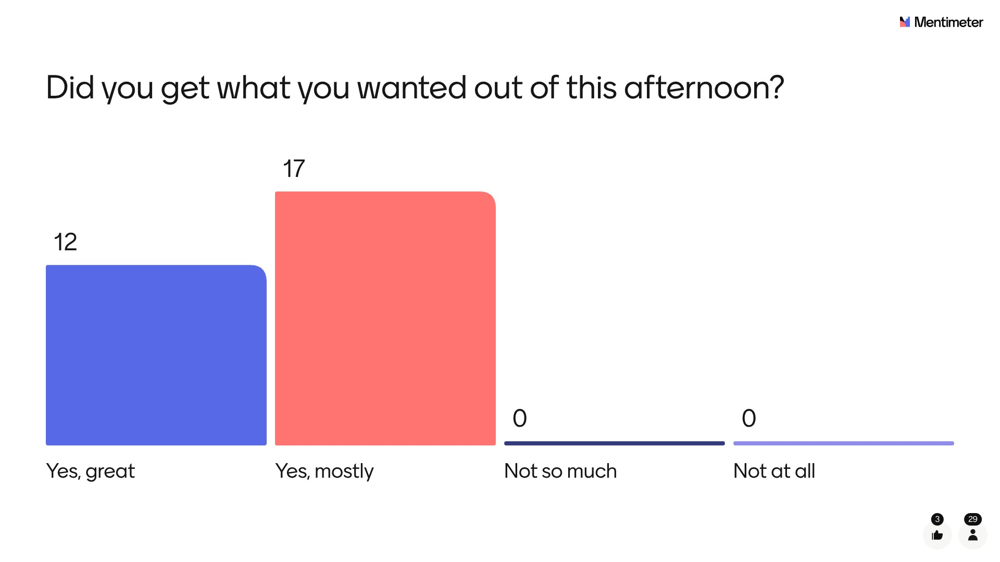 Mentimeter
Did you get what you wanted out of this afternoon?
12
17
0
0
Yes, great
Yes, mostly
Not so much
Not at all
3
29